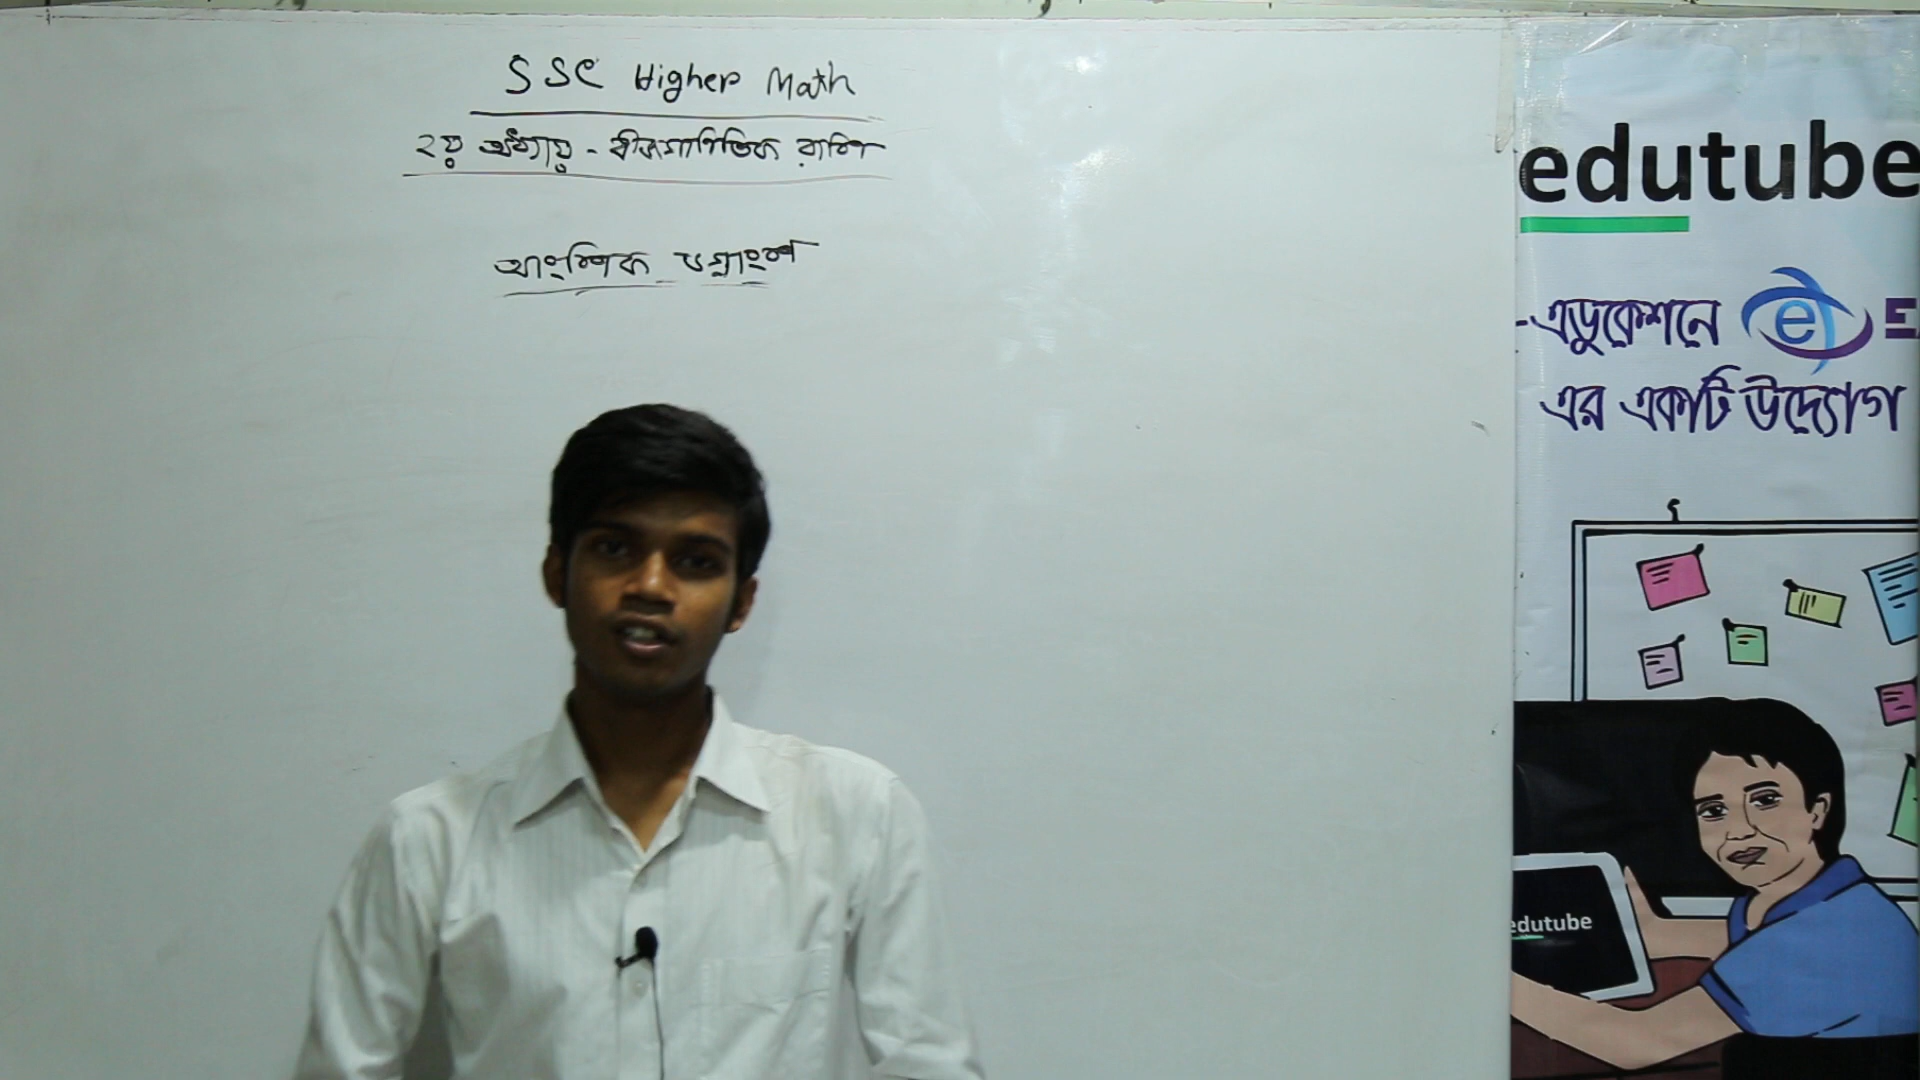 SSC Higher Math
২য় অধ্যায় - বীজগাণিতিক রাশি
আংশিক ভগ্নাংশ
edutube
-এডুকেশনে e E
এর একটি উদ্যোগ
edutube